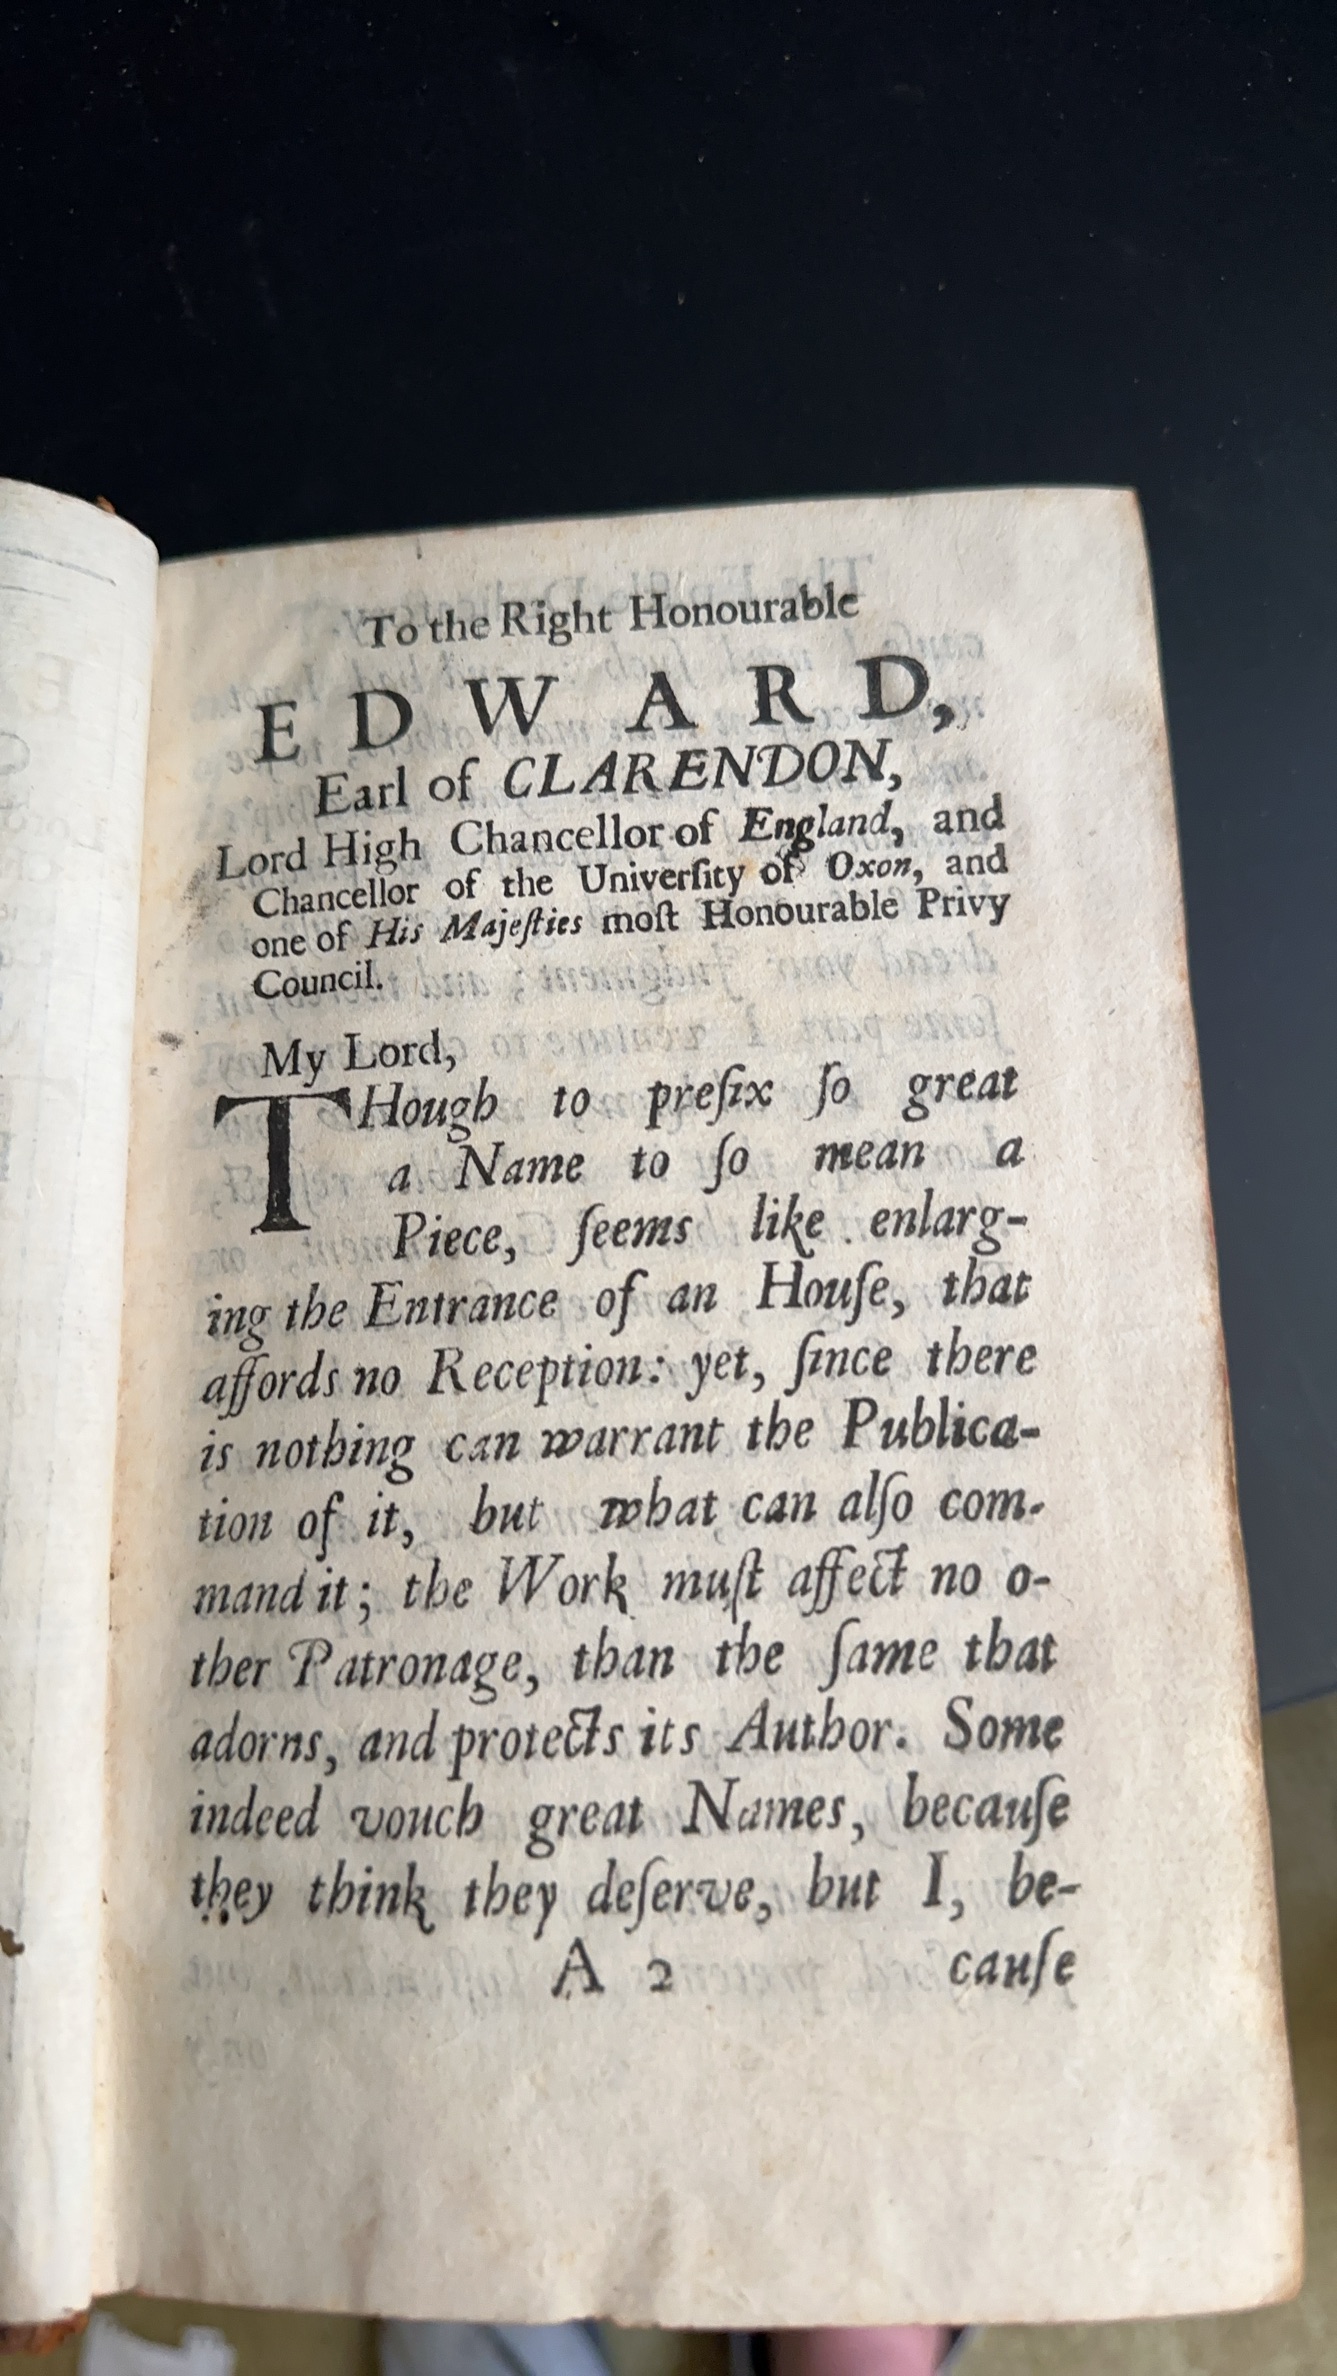 To the Right Honourable
EDWARD,
Earl of CLARENDON,
Lord High Chancellor of England, and
Chancellor of the Univerſity of Oxon, and
one of His Majeſties moſt Honourable Privy
Council.
My Lord,
THough to prefix ſo great
a Name to ſo mean a
Piece, ſeems like enlarg-
ing the Entrance of an Houſe, that
affords no Reception: yet, ſince there
is nothing can warrant the Publica-
tion of it, but what can alſo com-
mand it; the Work muſt affect no o-
ther Patronage, than the ſame that
adorns, and protects its Author. Some
indeed vouch great Names, becauſe
they think they deſerve, but I, be-
A 2 cauſe